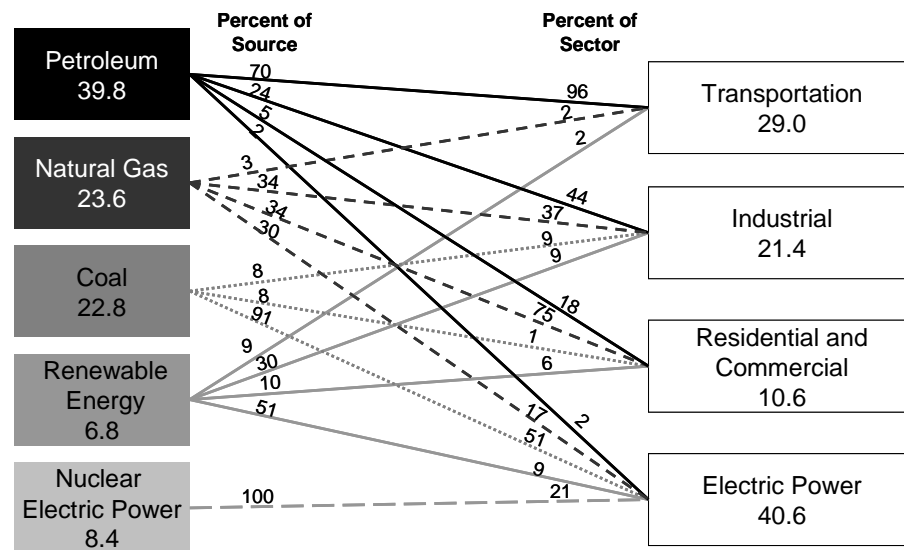 Percent of
Source
Percent of
Sector
Petroleum
39.8
Natural Gas
23.6
Coal
22.8
Renewable
Energy
6.8
Nuclear
Electric Power
8.4
70
24
5
2
3
34
34
30
8
8
91
9
30
10
51
100
96
2
2
44
37
9
9
18
75
1
6
2
17
51
9
21
Transportation
29.0
Industrial
21.4
Residential and
Commercial
10.6
Electric Power
40.6